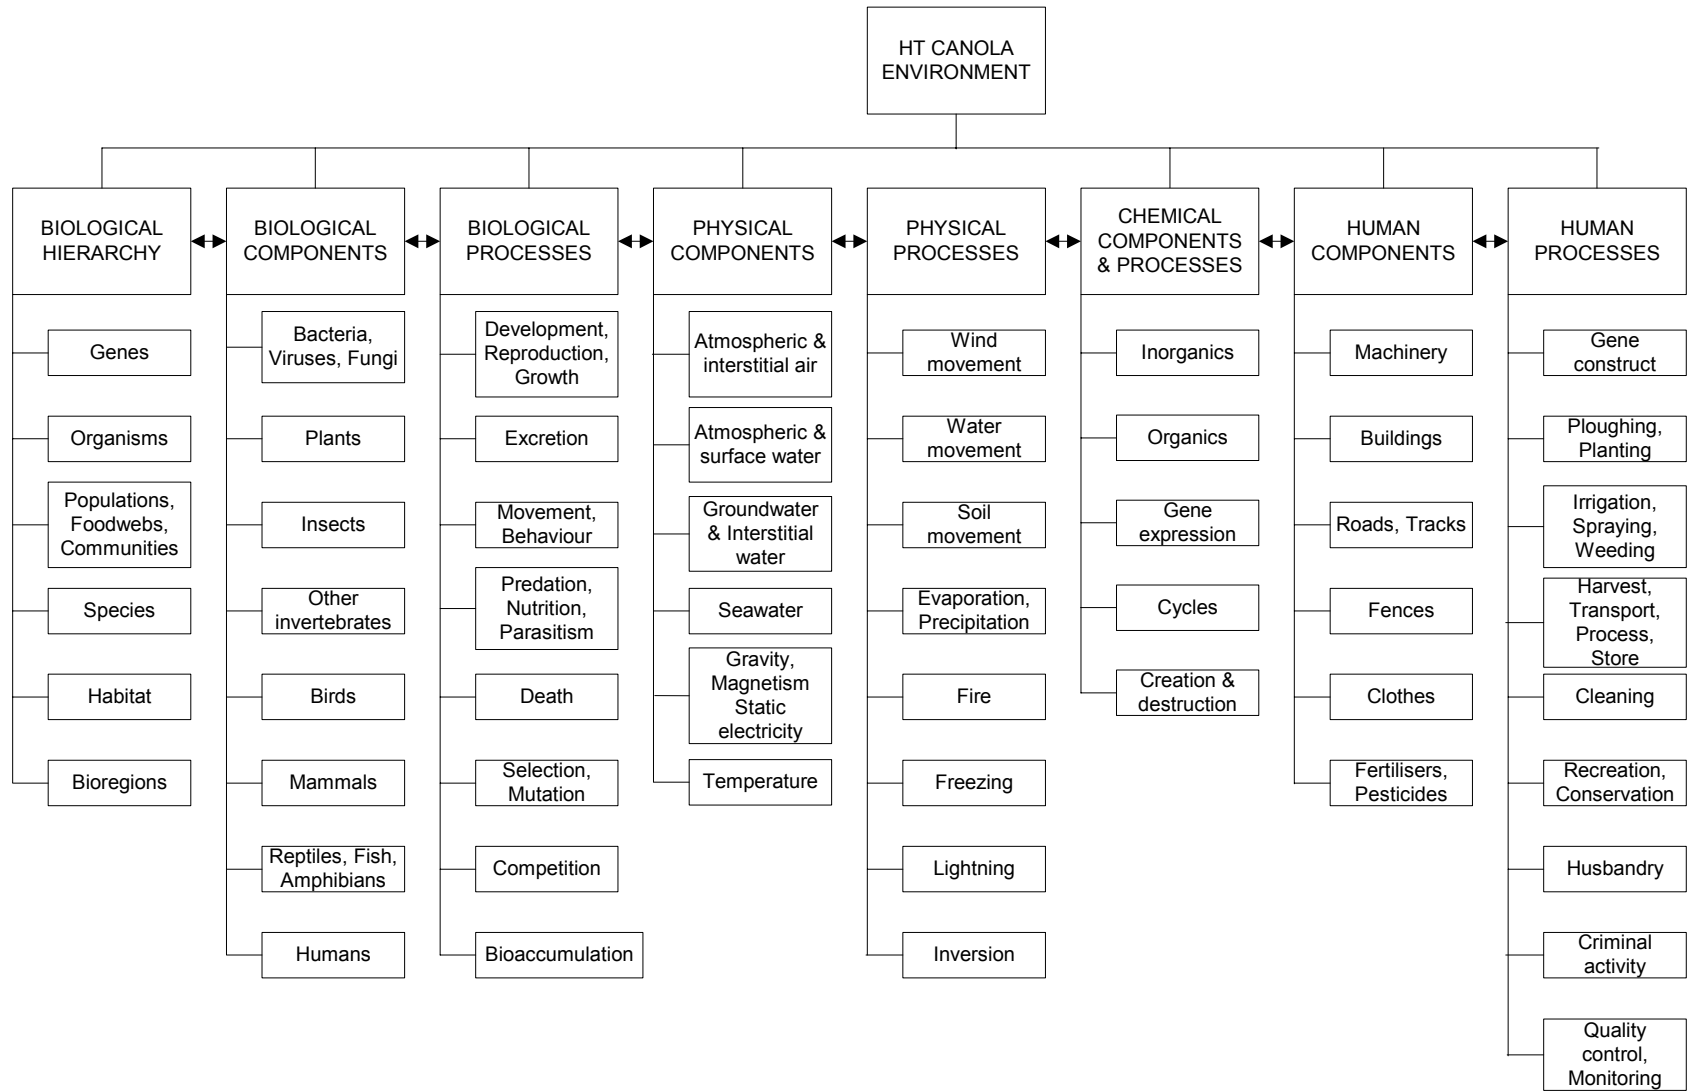 HT CANOLA
ENVIRONMENT
BIOLOGICAL
HIERARCHY
Genes
Organisms
Populations,
Foodwebs,
Communities
Species
Habitat
Bioregions
BIOLOGICAL
COMPONENTS
Bacteria,
Viruses, Fungi
Plants
Insects
Other
invertebrates
Birds
Mammals
Reptiles, Fish,
Amphibians
Humans
BIOLOGICAL
PROCESSES
Development,
Reproduction,
Growth
Excretion
Movement,
Behaviour
Predation,
Nutrition,
Parasitism
Death
Selection,
Mutation
Competition
Bioaccumulation
PHYSICAL
COMPONENTS
Atmospheric &
interstitial air
Atmospheric &
surface water
Groundwater
& Interstitial
water
Seawater
Gravity,
Magnetism
Static
electricity
Temperature
PHYSICAL
PROCESSES
Wind
movement
Water
movement
Soil
movement
Evaporation,
Precipitation
Fire
Freezing
Lightning
Inversion
CHEMICAL
COMPONENTS
& PROCESSES
Inorganics
Organics
Gene
expression
Cycles
Creation &
destruction
HUMAN
COMPONENTS
Machinery
Buildings
Roads, Tracks
Fences
Clothes
Fertilisers,
Pesticides
HUMAN
PROCESSES
Gene
construct
Ploughing,
Planting
Irrigation,
Spraying,
Weeding
Harvest,
Transport,
Process,
Store
Cleaning
Recreation,
Conservation
Husbandry
Criminal
activity
Quality
control,
Monitoring